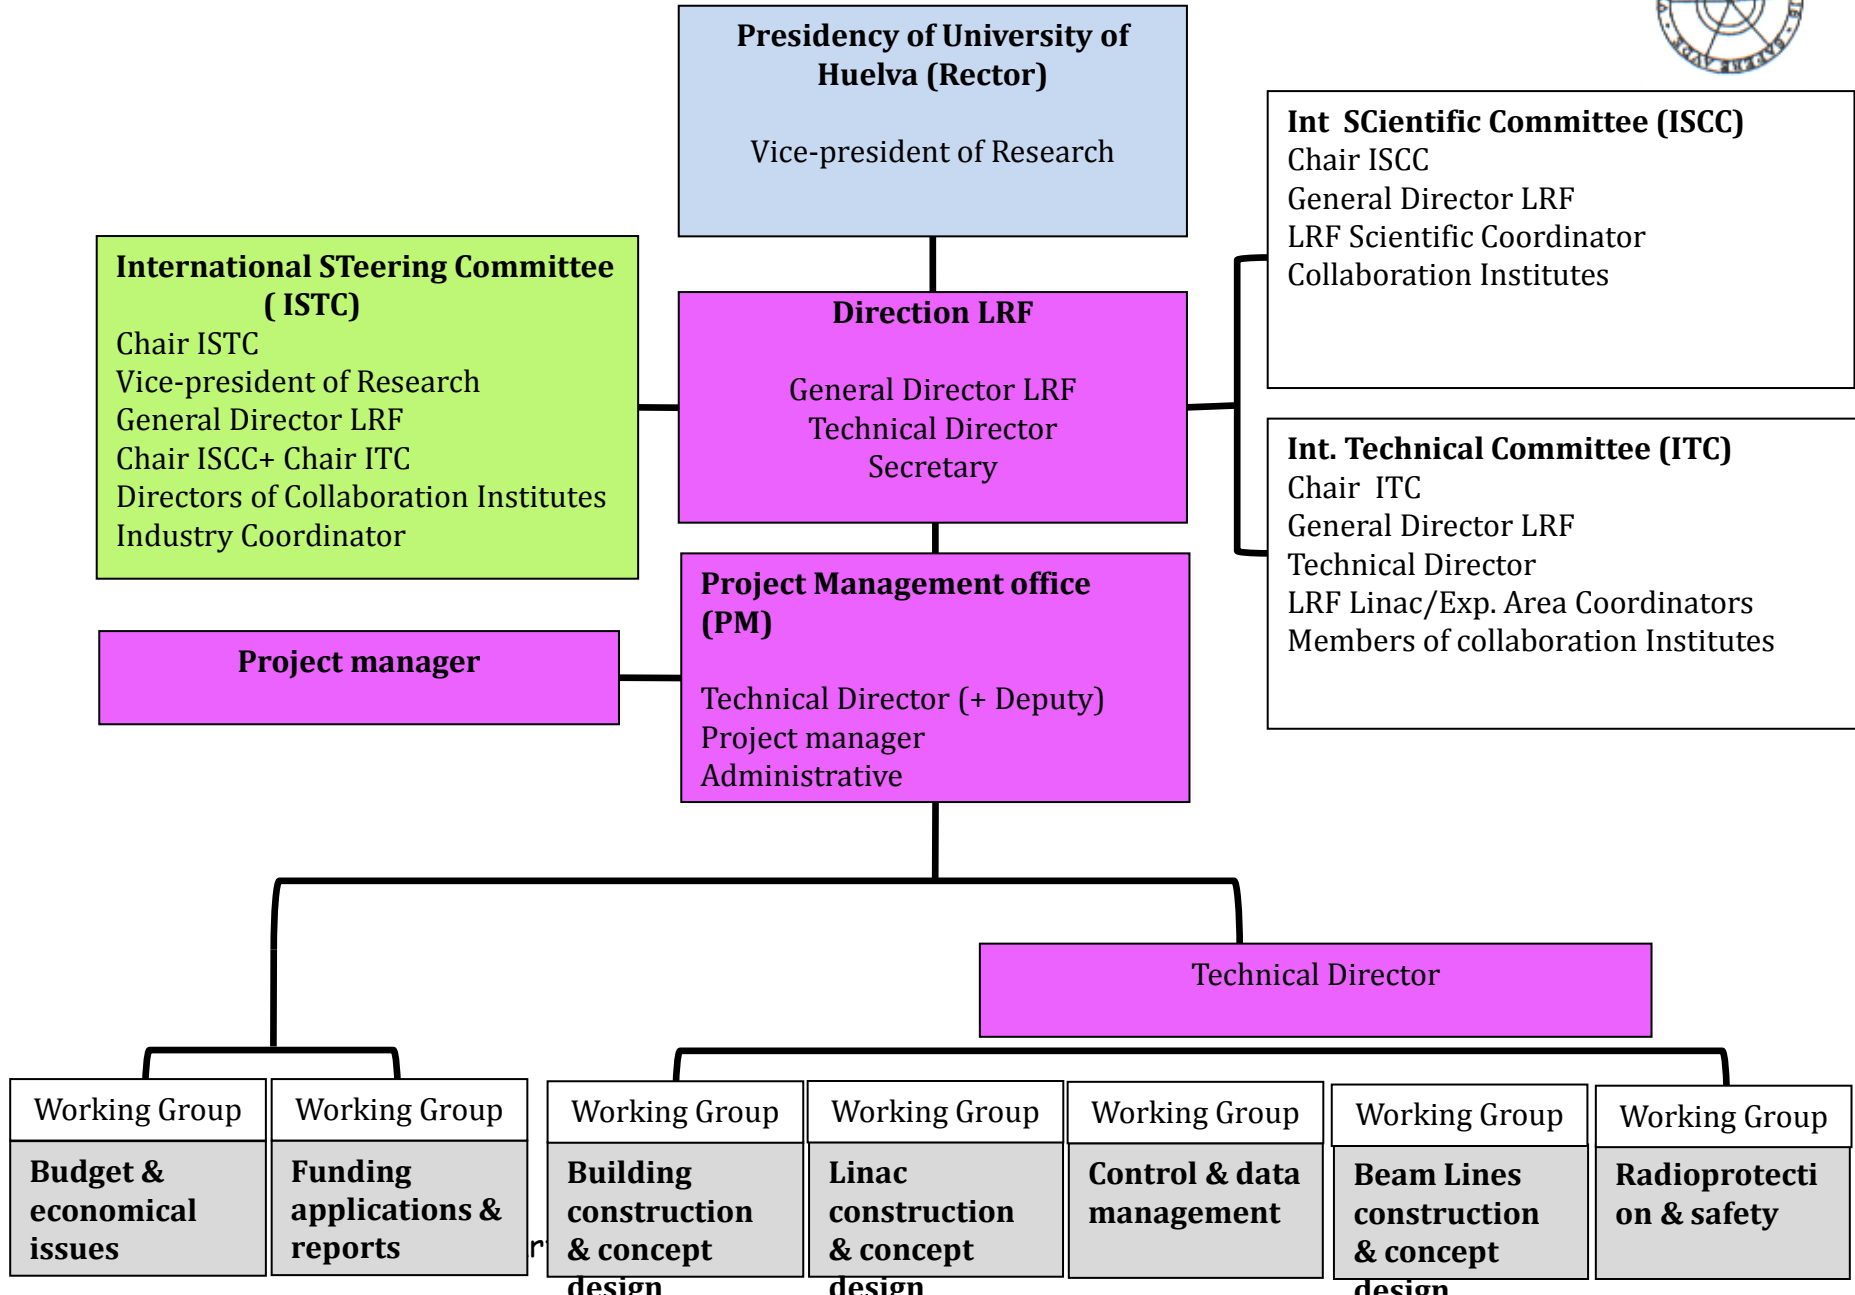 Presidency of University of
Huelva (Rector)
Vice-president of Research
Int SCientific Committee (ISCC)
Chair ISCC
General Director LRF
LRF Scientific Coordinator
Collaboration Institutes
International STeering Committee
( ISTC)
Chair ISTC
Vice-president of Research
General Director LRF
Chair ISCC+ Chair ITC
Directors of Collaboration Institutes
Industry Coordinator
Direction LRF
General Director LRF
Technical Director
Secretary
Int. Technical Committee (ITC)
Chair ITC
General Director LRF
Technical Director
LRF Linac/Exp. Area Coordinators
Members of collaboration Institutes
Project manager
Project Management office
(PM)
Technical Director (+ Deputy)
Project manager
Administrative
Technical Director
Working Group
Budget &
economical
issues
Working Group
Funding
applications &
reports
Working Group
Building
construction
& concept
design
Working Group
Linac
construction
& concept
design
Working Group
Control & data
management
Working Group
Beam Lines
construction
& concept
design
Working Group
Radioprotecti
on & safety